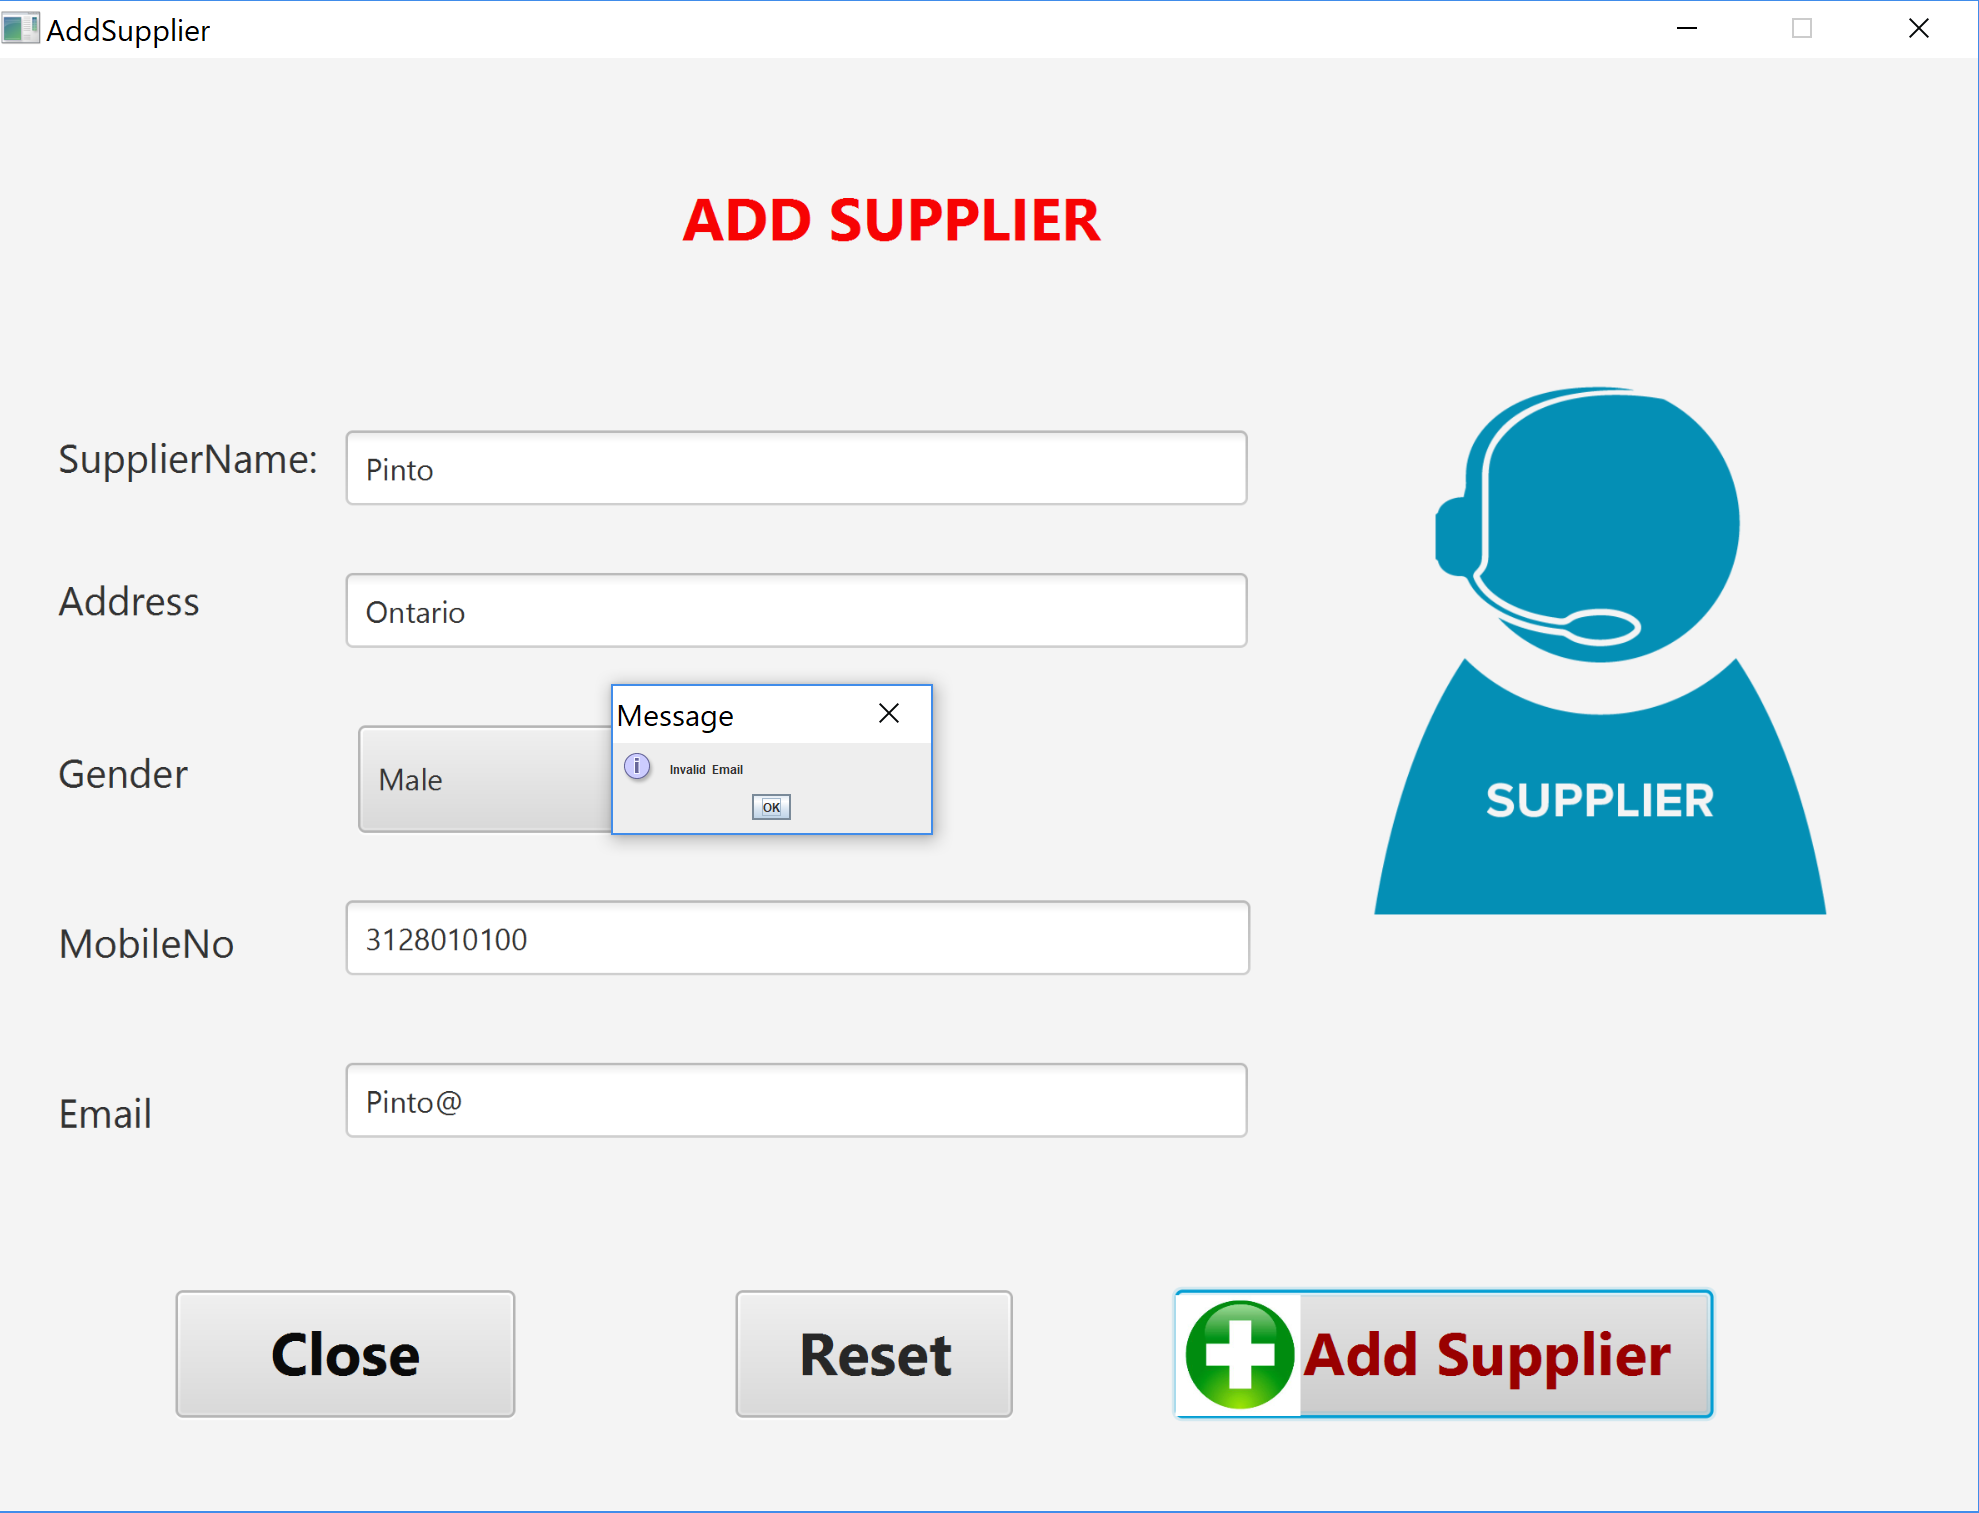 AddSupplier
ADD SUPPLIER
SupplierName:
Pinto
Address
Ontario
Message
Invalid Email
OK
Gender
Male
SUPPLIER
MobileNo
3128010100
Email
Pinto@
Close
Reset
Add Supplier